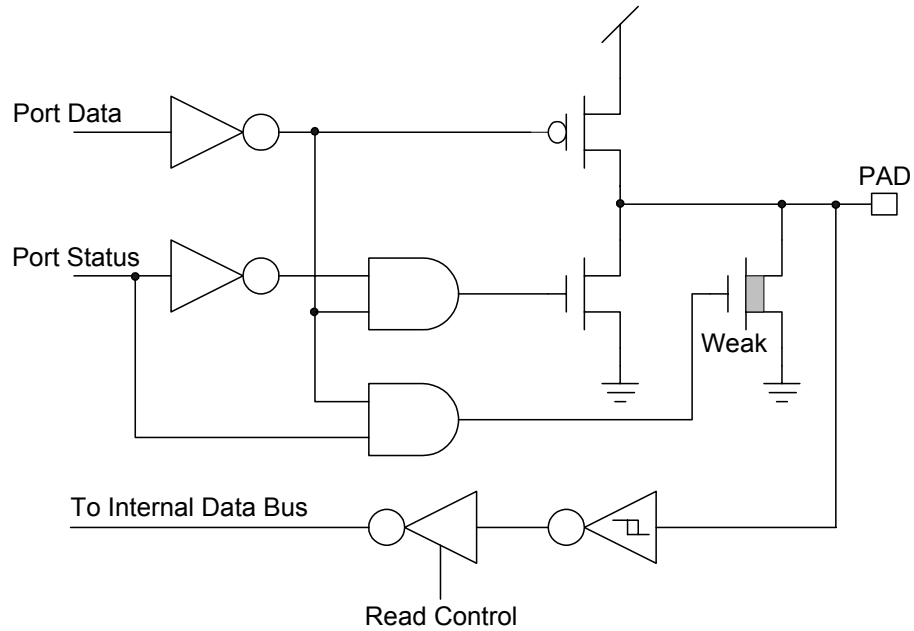 Port Data
PAD
Port Status
Weak
To Internal Data Bus
Read Control